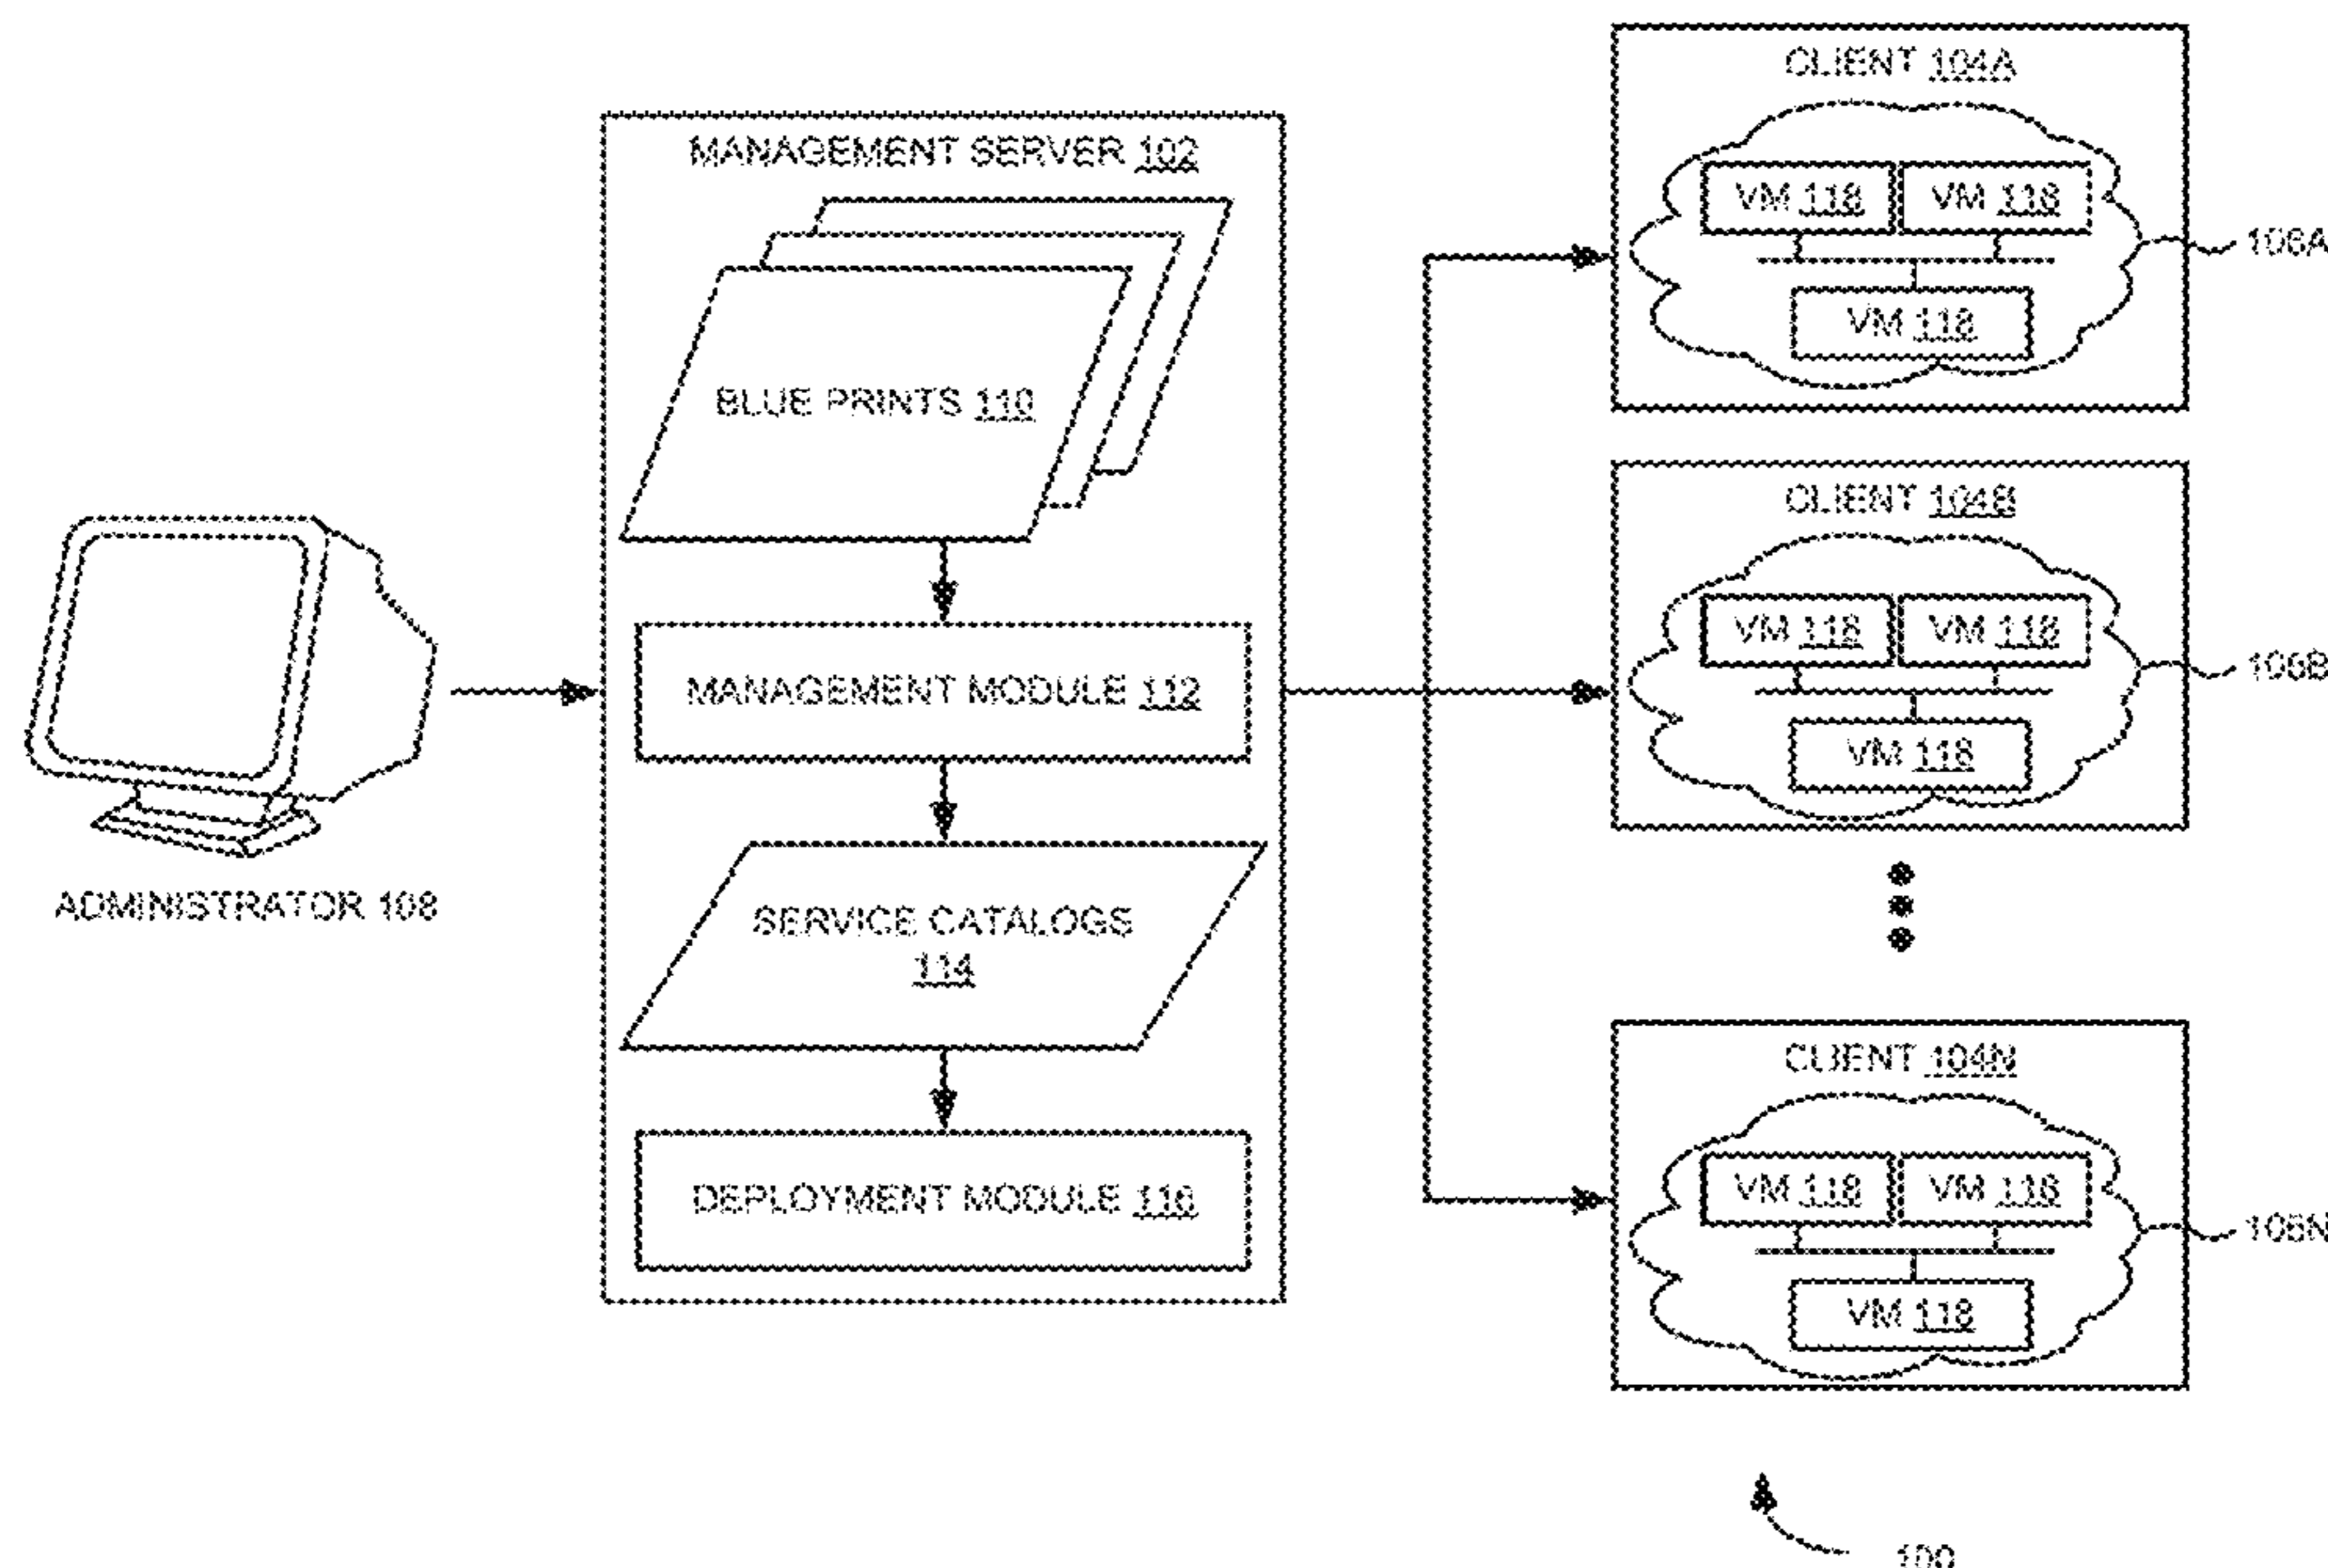 MANAGEMENT SERVER 102
BLUE PRINTS 110
MANAGEMENT MODULE 112
SERVICE CATALOGS
114
DEPLOYMENT MODULE 116
ADMINISTRATOR 108
CLIENT 104A
VM 118 VM 118
VM 118
106A
CLIENT 104B
VM 118 VM 118
VM 118
106B
CLIENT 104N
VM 118 VM 118
VM 118
106N
100